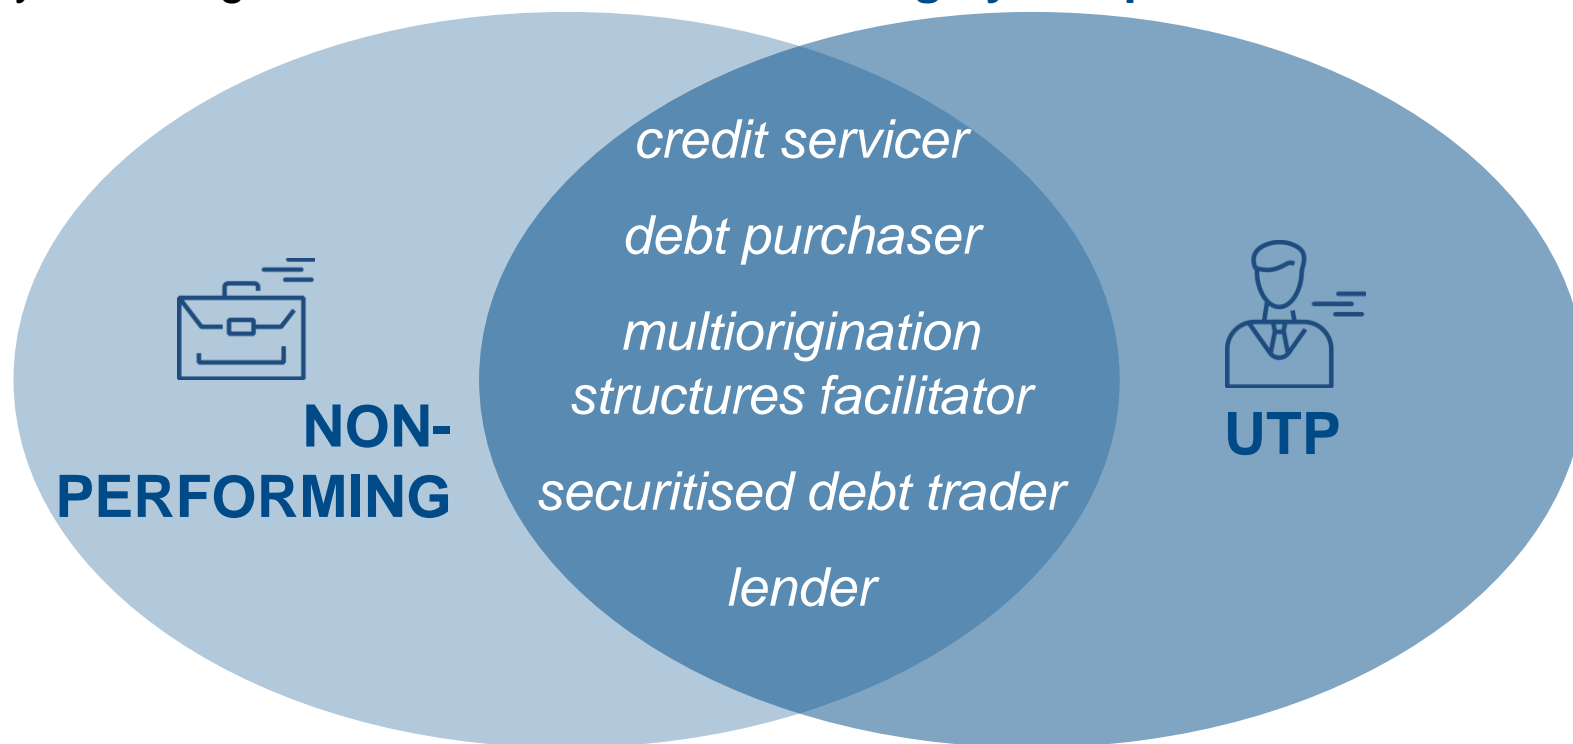 NON-
PERFORMING
credit servicer
debt purchaser
multiorigination
structures facilitator
securitised debt trader
lender
UTP